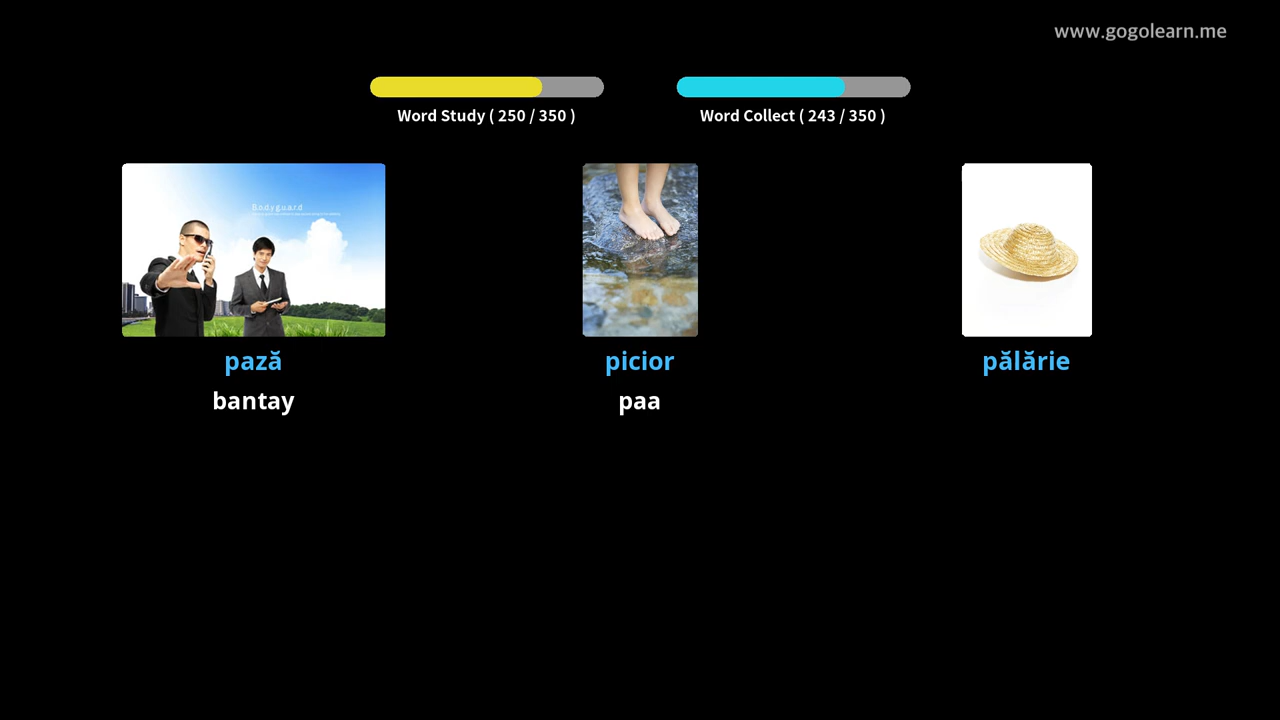 www.gogolearn.me
Word Study ( 250 / 350 )
Word Collect ( 243 / 350 )
Bodyguard
pază
picior
pălărie
bantay
paa